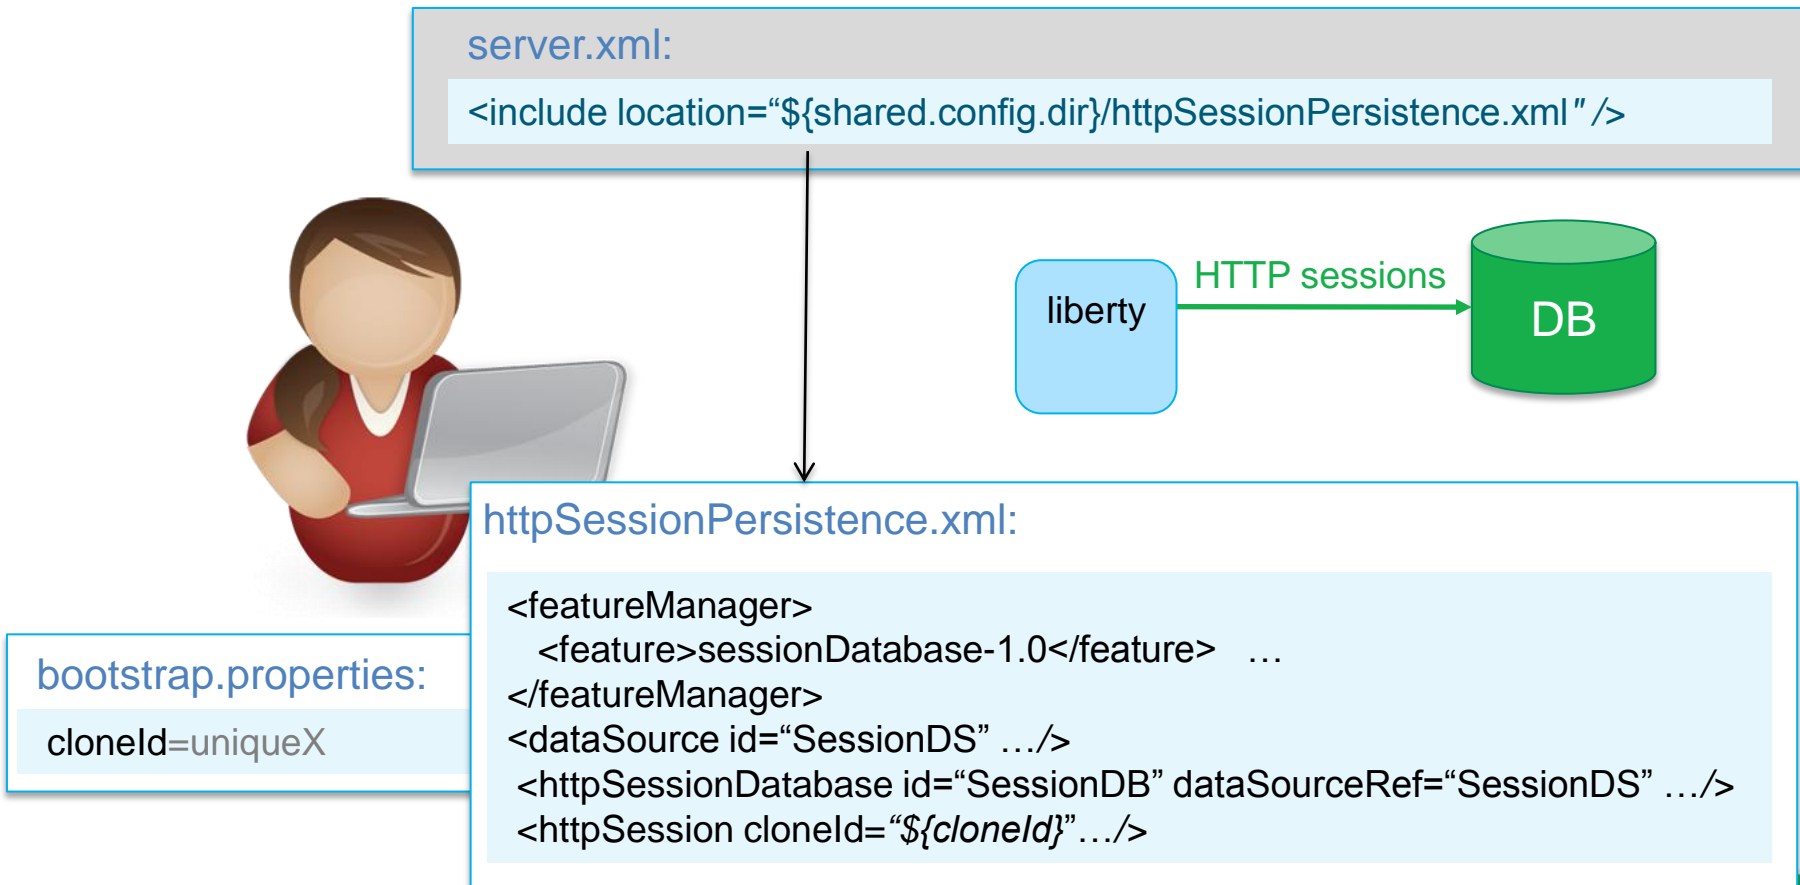 server.xml:
<include location=“${shared.config.dir}/httpSessionPersistence.xml" />
HTTP sessions
liberty
DB
httpSessionPersistence.xml:
<featureManager>
<feature>sessionDatabase-1.0</feature> …
</featureManager>
<dataSource id=“SessionDS” …/>
<httpSessionDatabase id=“SessionDB” dataSourceRef=“SessionDS” …/>
<httpSession cloneId=“${cloneId}”…/>
bootstrap.properties:
cloneId=uniqueX